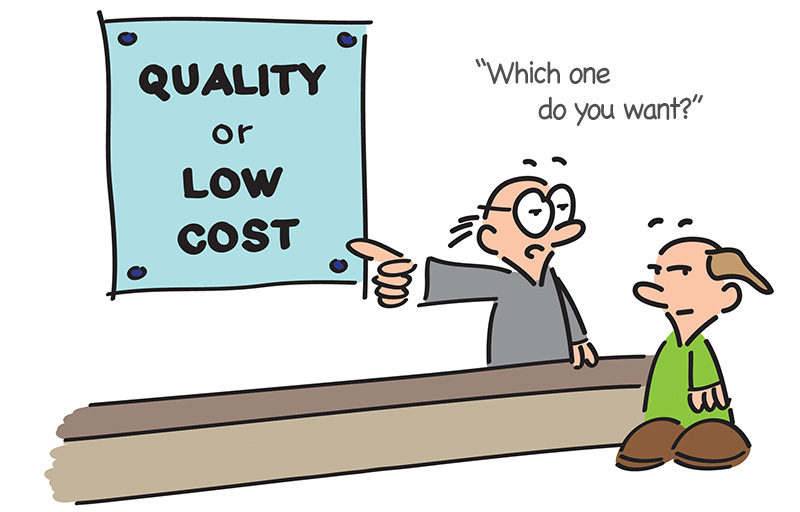 QUALITY
or
LOW
COST
“Which one
do you want?”